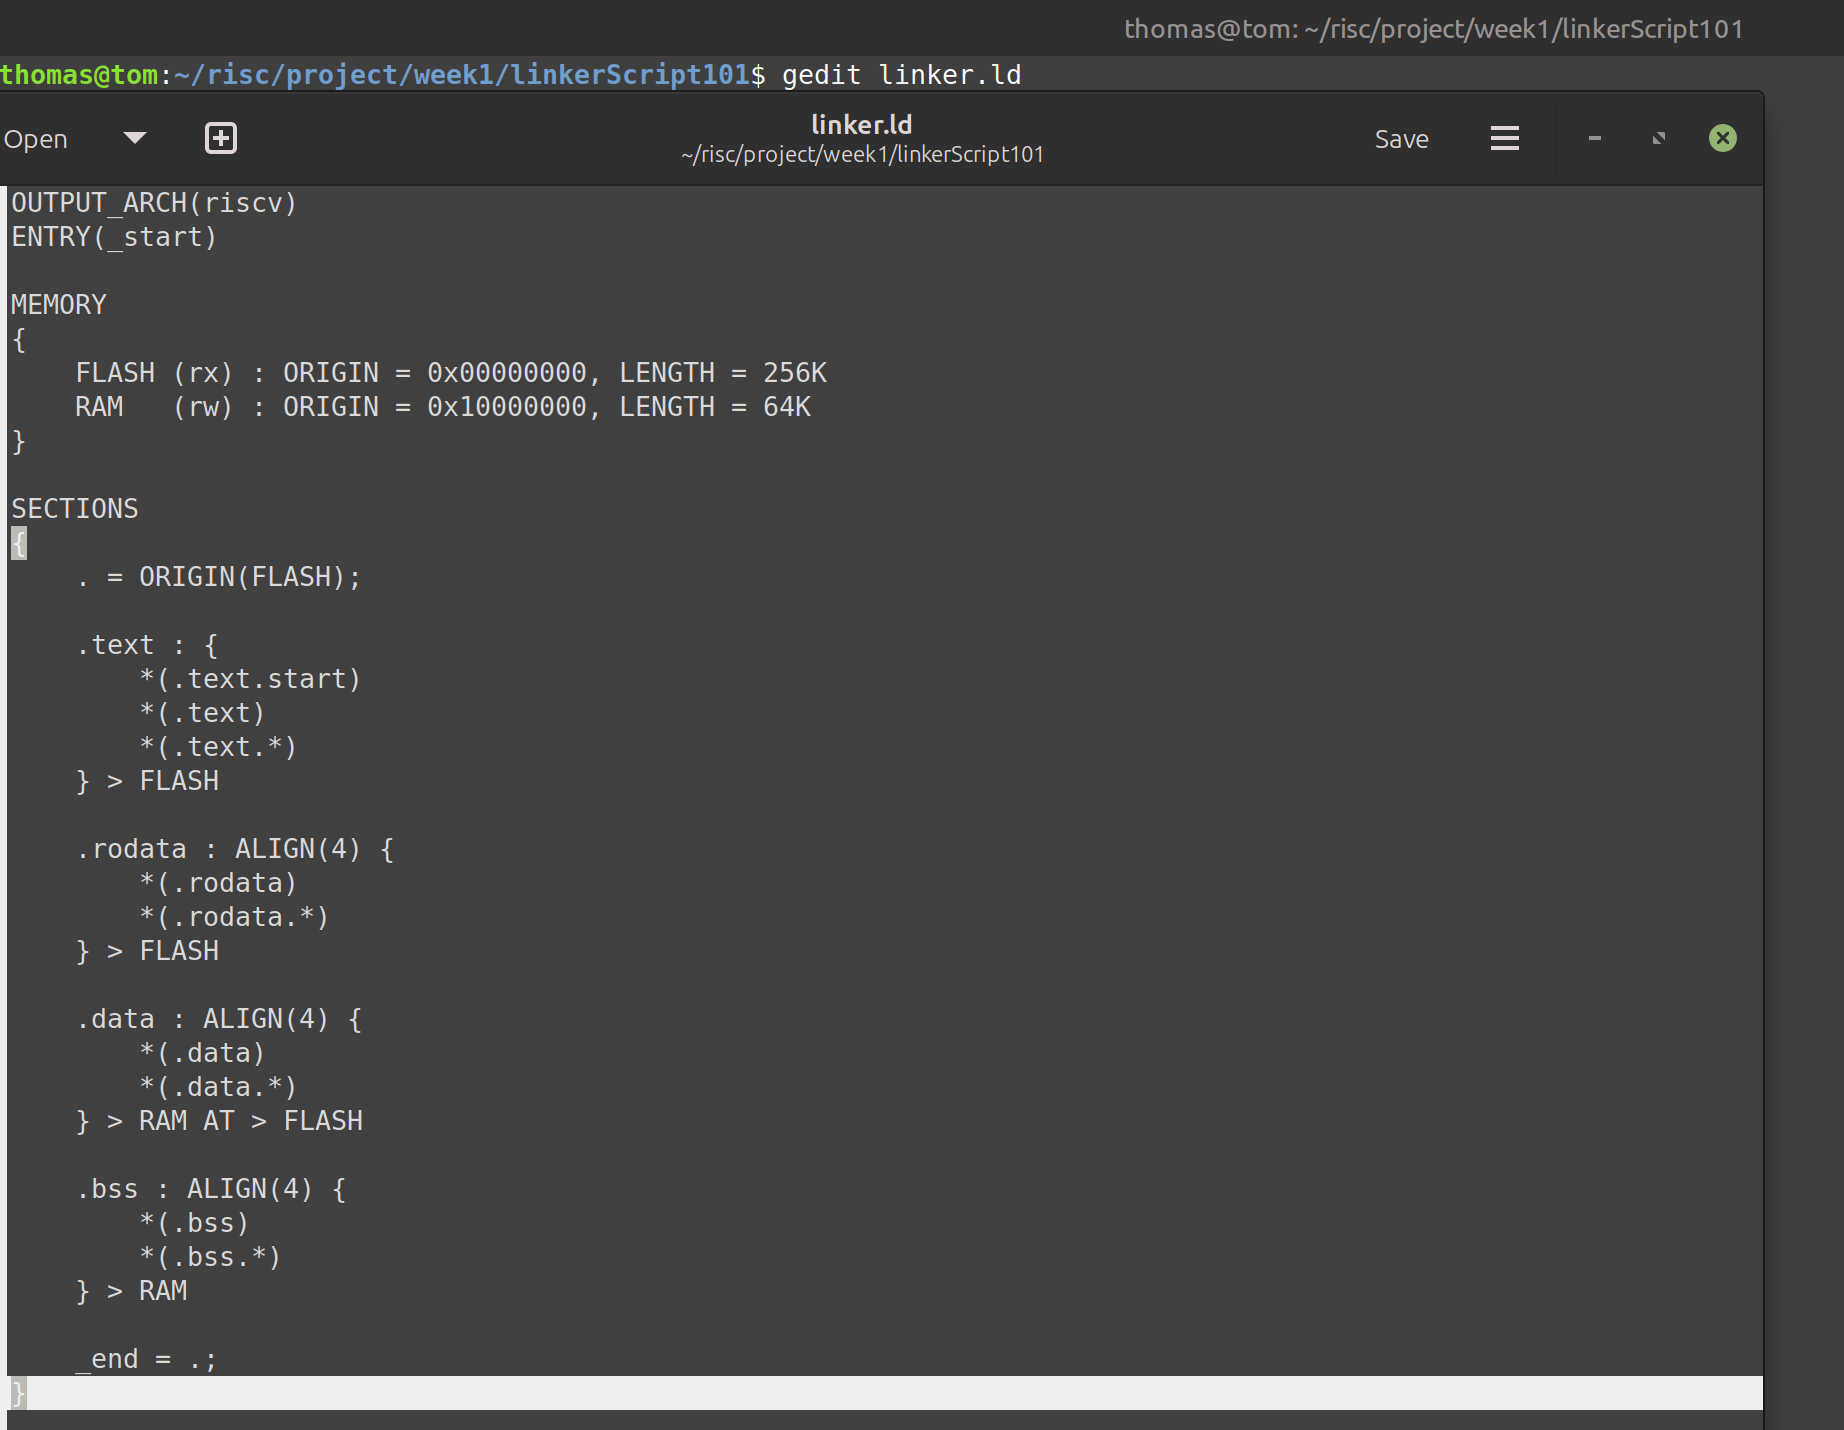 thomas@tom: ~/risc/project/week1/linkerScript101
thomas@tom:~/risc/project/week1/linkerScript101$ gedit linker.ld
Open
linker.ld
~/risc/project/week1/linkerScript101
Save
OUTPUT_ARCH(riscv)
ENTRY(_start)

MEMORY
{
    FLASH (rx) : ORIGIN = 0x00000000, LENGTH = 256K
    RAM   (rw) : ORIGIN = 0x10000000, LENGTH = 64K
}

SECTIONS
{
    . = ORIGIN(FLASH);

    .text : {
        *(.text.start)
        *(.text)
        *(.text.*)
    } > FLASH

    .rodata : ALIGN(4) {
        *(.rodata)
        *(.rodata.*)
    } > FLASH

    .data : ALIGN(4) {
        *(.data)
        *(.data.*)
    } > RAM AT > FLASH

    .bss : ALIGN(4) {
        *(.bss)
        *(.bss.*)
    } > RAM

    _end = .;
}